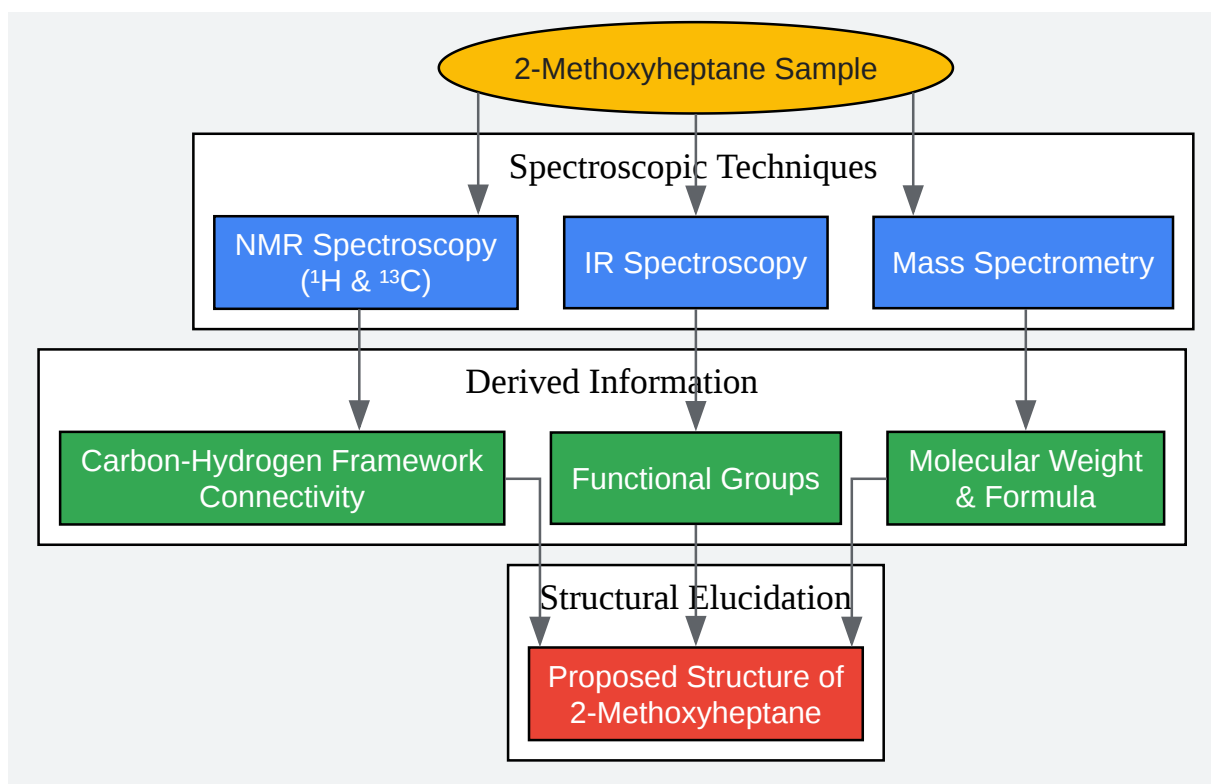 2-Methoxyheptane Sample
Spectroscopic Techniques
NMR Spectroscopy
(¹H & ¹³C)
IR Spectroscopy
Mass Spectrometry
Derived Information
Carbon-Hydrogen Framework
Connectivity
Functional Groups
Molecular Weight
& Formula
Structural Elucidation
Proposed Structure of
2-Methoxyheptane